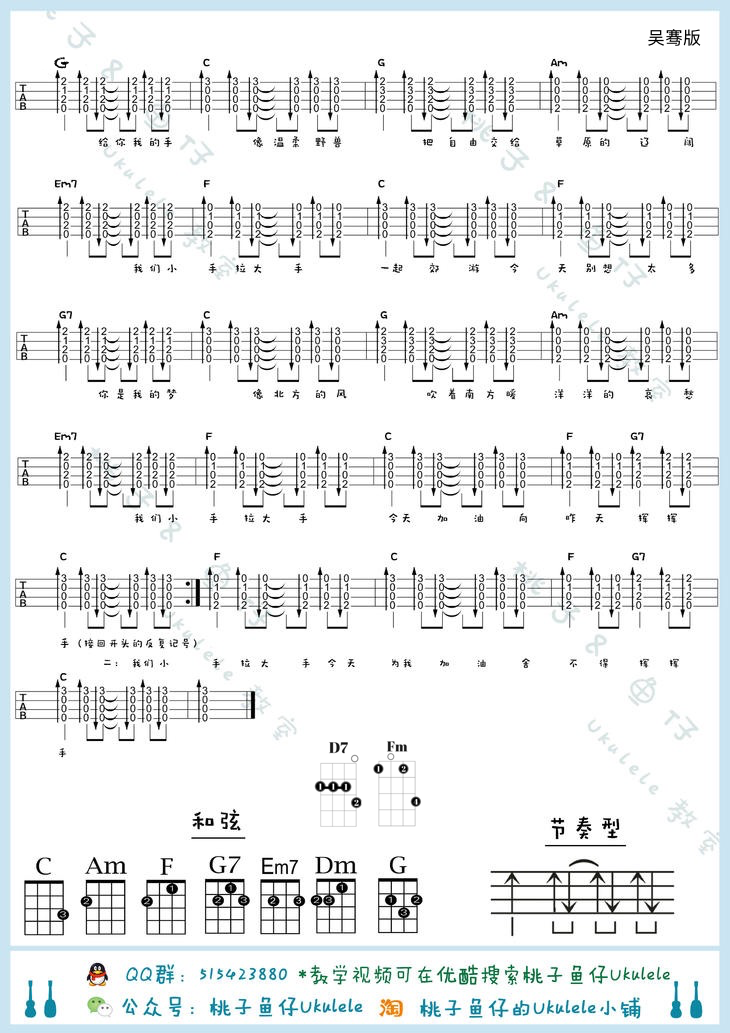 吴骞版
G C G Am
给你我的手 像温柔野兽 把自由交给 草原的辽阔
Em7 F C F
我们小 手拉大手 一起郊游今 天别想太多
G7 C G Am
你是我的梦 像北方的风 吹着南方暖 洋洋的哀愁
Em7 F C F G7
我们小 手拉大手 今天加油向 昨天挥挥
C F C F G7
手（接回开头的反复记号）
二：我们小 手拉大手今天 为我加油舍 不得挥挥
C
手
D7 Fm
和弦
节奏型
C Am F G7 Em7 Dm G
QQ群：515423880 *教学视频可在优酷搜索桃子鱼仔Ukulele
公众号：桃子鱼仔Ukulele 淘 桃子鱼仔的Ukulele小铺